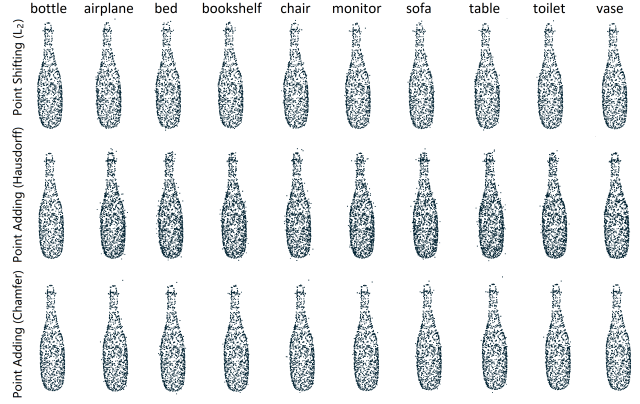 bottle airplane bed bookshelf chair monitor sofa table toilet vase
Point Shifting (L₂)
Point Adding (Hausdorff)
Point Adding (Chamfer)